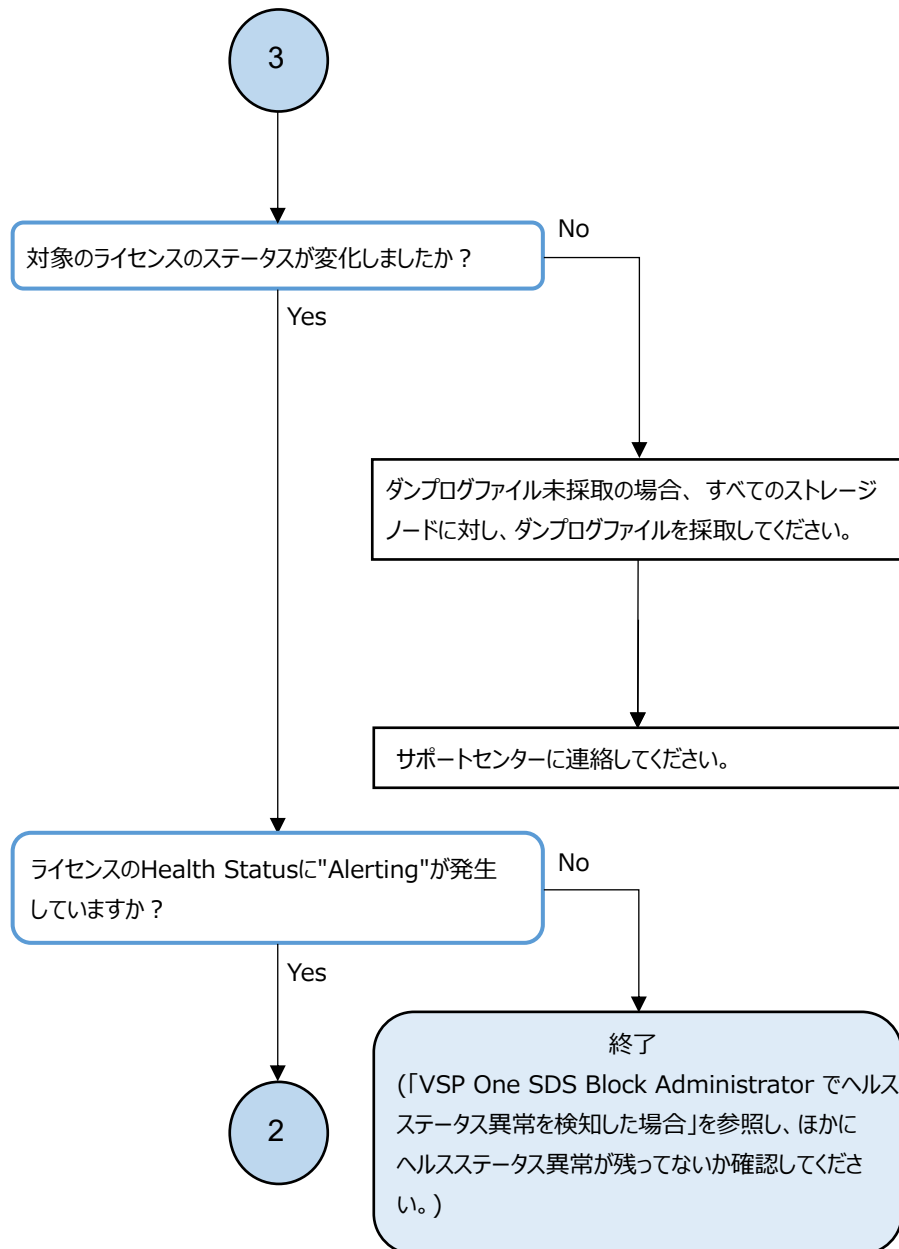 3
対象のライセンスのステータスが変化しましたか？
No
Yes
ダンプログファイル未採取の場合、すべてのストレージ
ノードに対し、ダンプログファイルを採取してください。
サポートセンターに連絡してください。
ライセンスのHealth Statusに"Alerting"が発生
していますか？
No
Yes
2
終了
(「VSP One SDS Block Administrator でヘルス
ステータス異常を検知した場合」を参照し、ほかに
ヘルスステータス異常が残ってないか確認してくださ
い。)